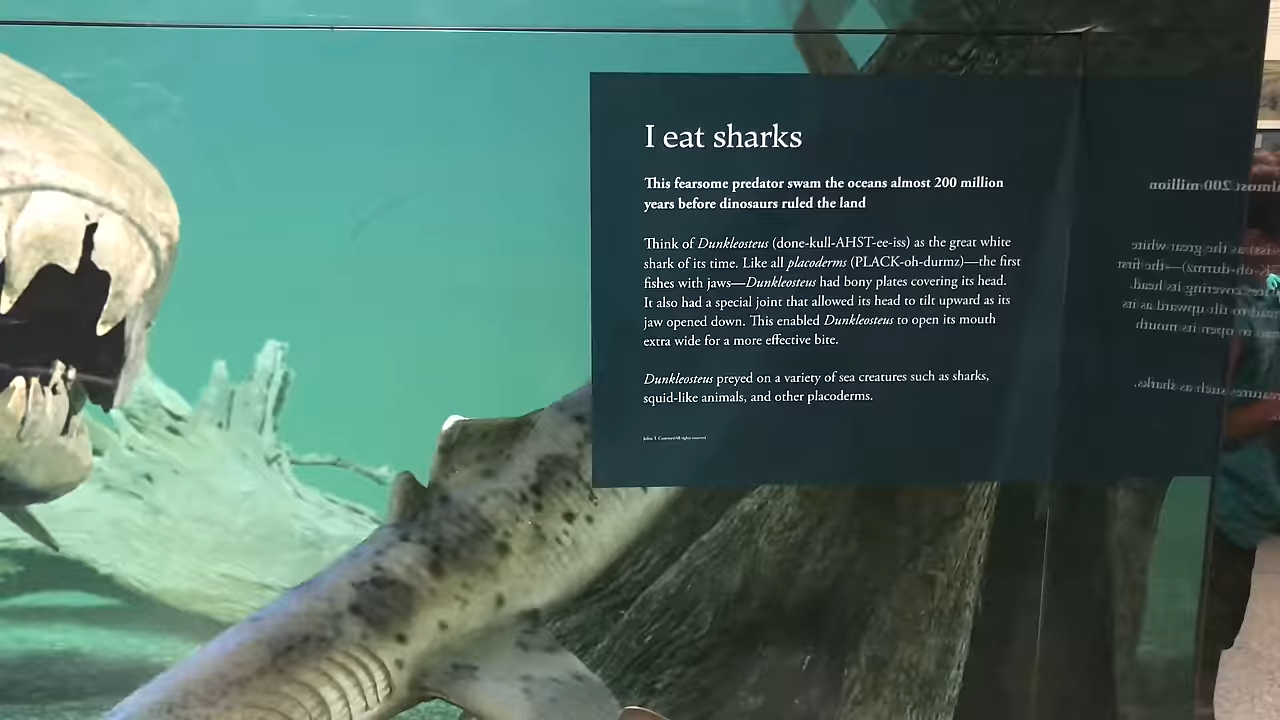 I eat sharks
This fearsome predator swam the oceans almost 200 million
years before dinosaurs ruled the land
Think of Dunkleosteus (done-kull-AHST-ee-iss) as the great white
shark of its time. Like all placoderms (PLACK-oh-durmz)—the first
fishes with jaws—Dunkleosteus had bony plates covering its head.
It also had a special joint that allowed its head to tilt upward as its
jaw opened down. This enabled Dunkleosteus to open its mouth
extra wide for a more effective bite.
Dunkleosteus preyed on a variety of sea creatures such as sharks,
squid-like animals, and other placoderms.